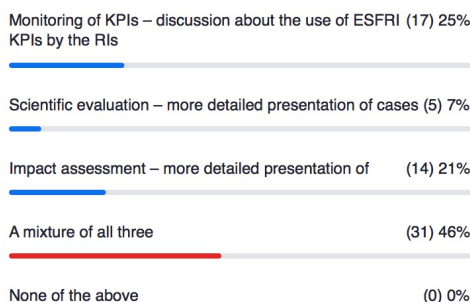 Monitoring of KPIs – discussion about the use of ESFRI (17) 25%
KPIs by the RIs
Scientific evaluation – more detailed presentation of cases (5) 7%
Impact assessment – more detailed presentation of (14) 21%
A mixture of all three (31) 46%
None of the above (0) 0%